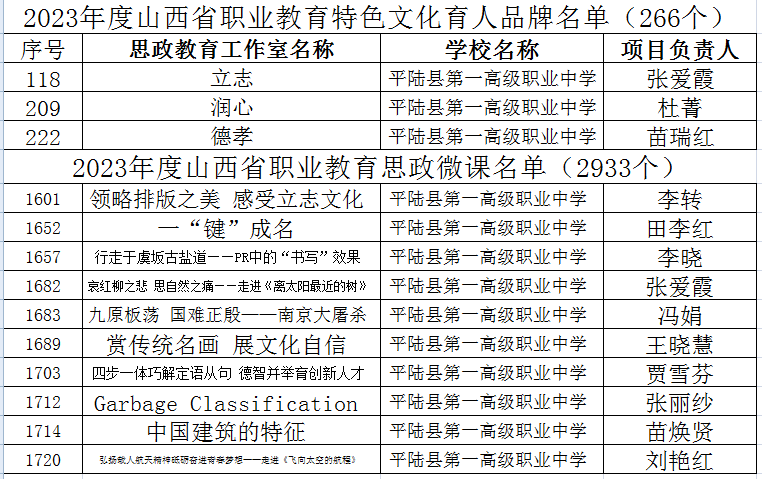 2023年度山西省职业教育特色文化育人品牌名单（266个）
序号 思政教育工作室名称 学校名称 项目负责人
118 立志 平陆县第一高级职业中学 张爱霞
209 润心 平陆县第一高级职业中学 杜菁
222 德孝 平陆县第一高级职业中学 苗瑞红
2023年度山西省职业教育思政微课名单（2933个）
1601 领略排版之美 感受立志文化 平陆县第一高级职业中学 李转
1652 一“键”成名 平陆县第一高级职业中学 田李红
1657 行走于虞坂古盐道——PR中的“书写”效果 平陆县第一高级职业中学 李晓
1682 哀红柳之悲 思自然之痛——走进《离太阳最近的树》 平陆县第一高级职业中学 张爱霞
1683 九原板荡 国难正殷——南京大屠杀 平陆县第一高级职业中学 冯娟
1689 赏传统名画 展文化自信 平陆县第一高级职业中学 王晓慧
1703 四步一体巧解定语从句 德智并举育创新人才 平陆县第一高级职业中学 贾雪芬
1712 Garbage Classification 平陆县第一高级职业中学 张丽纱
1714 中国建筑的特征 平陆县第一高级职业中学 苗焕贤
1720 弘扬载人航天精神砥砺奋进青春梦想——走进《飞向太空的航程》 平陆县第一高级职业中学 刘艳红